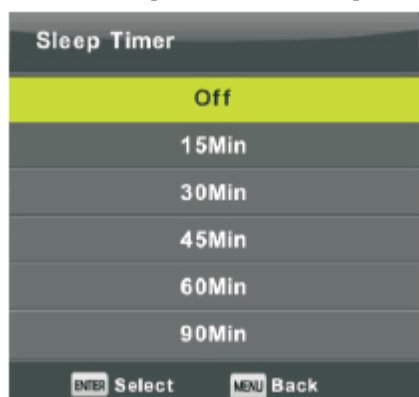 Sleep Timer
Off
15Min
30Min
45Min
60Min
90Min
ENTER Select MENU Back